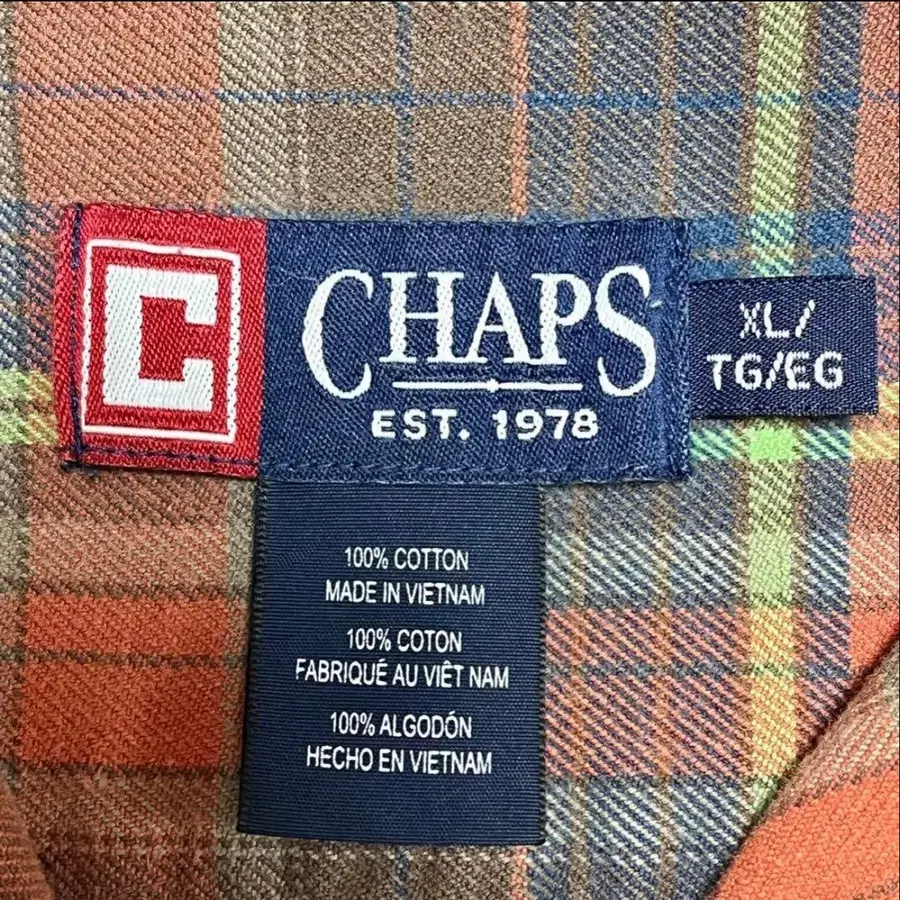 C
CHAPS
EST. 1978
XL/
TG/EG
100% COTTON
MADE IN VIETNAM
100% COTON
FABRIQUÉ AU VIÊT NAM
100% ALGODÓN
HECHO EN VIETNAM